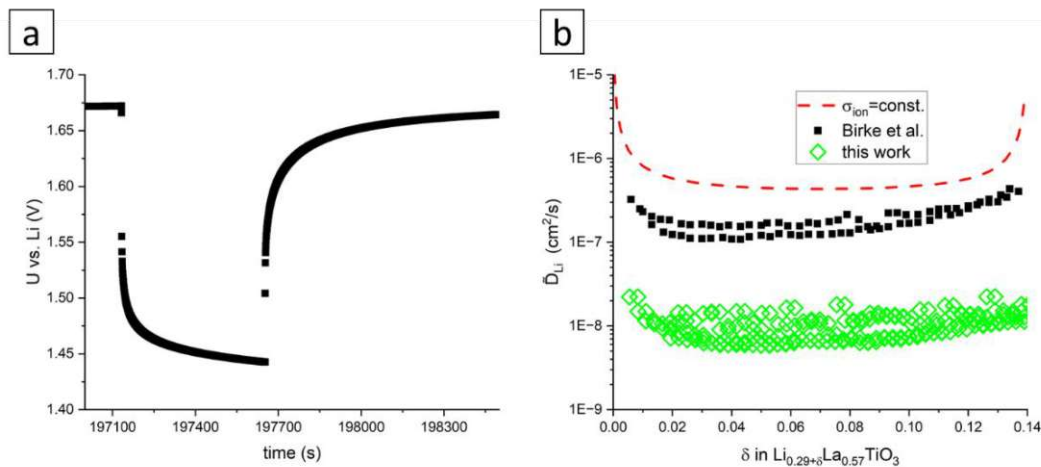 a
1.70
1.65
1.60
1.55
1.50
1.45
1.40
U vs. Li (V)
197100 197400 197700 198000 198300
time (s)
b
1E-5
1E-6
1E-7
1E-8
1E-9
D̃Li (cm²/s)
σion=const.
Birke et al.
this work
0.00 0.02 0.04 0.06 0.08 0.10 0.12 0.14
δ in Li0.29+δLa0.57TiO3